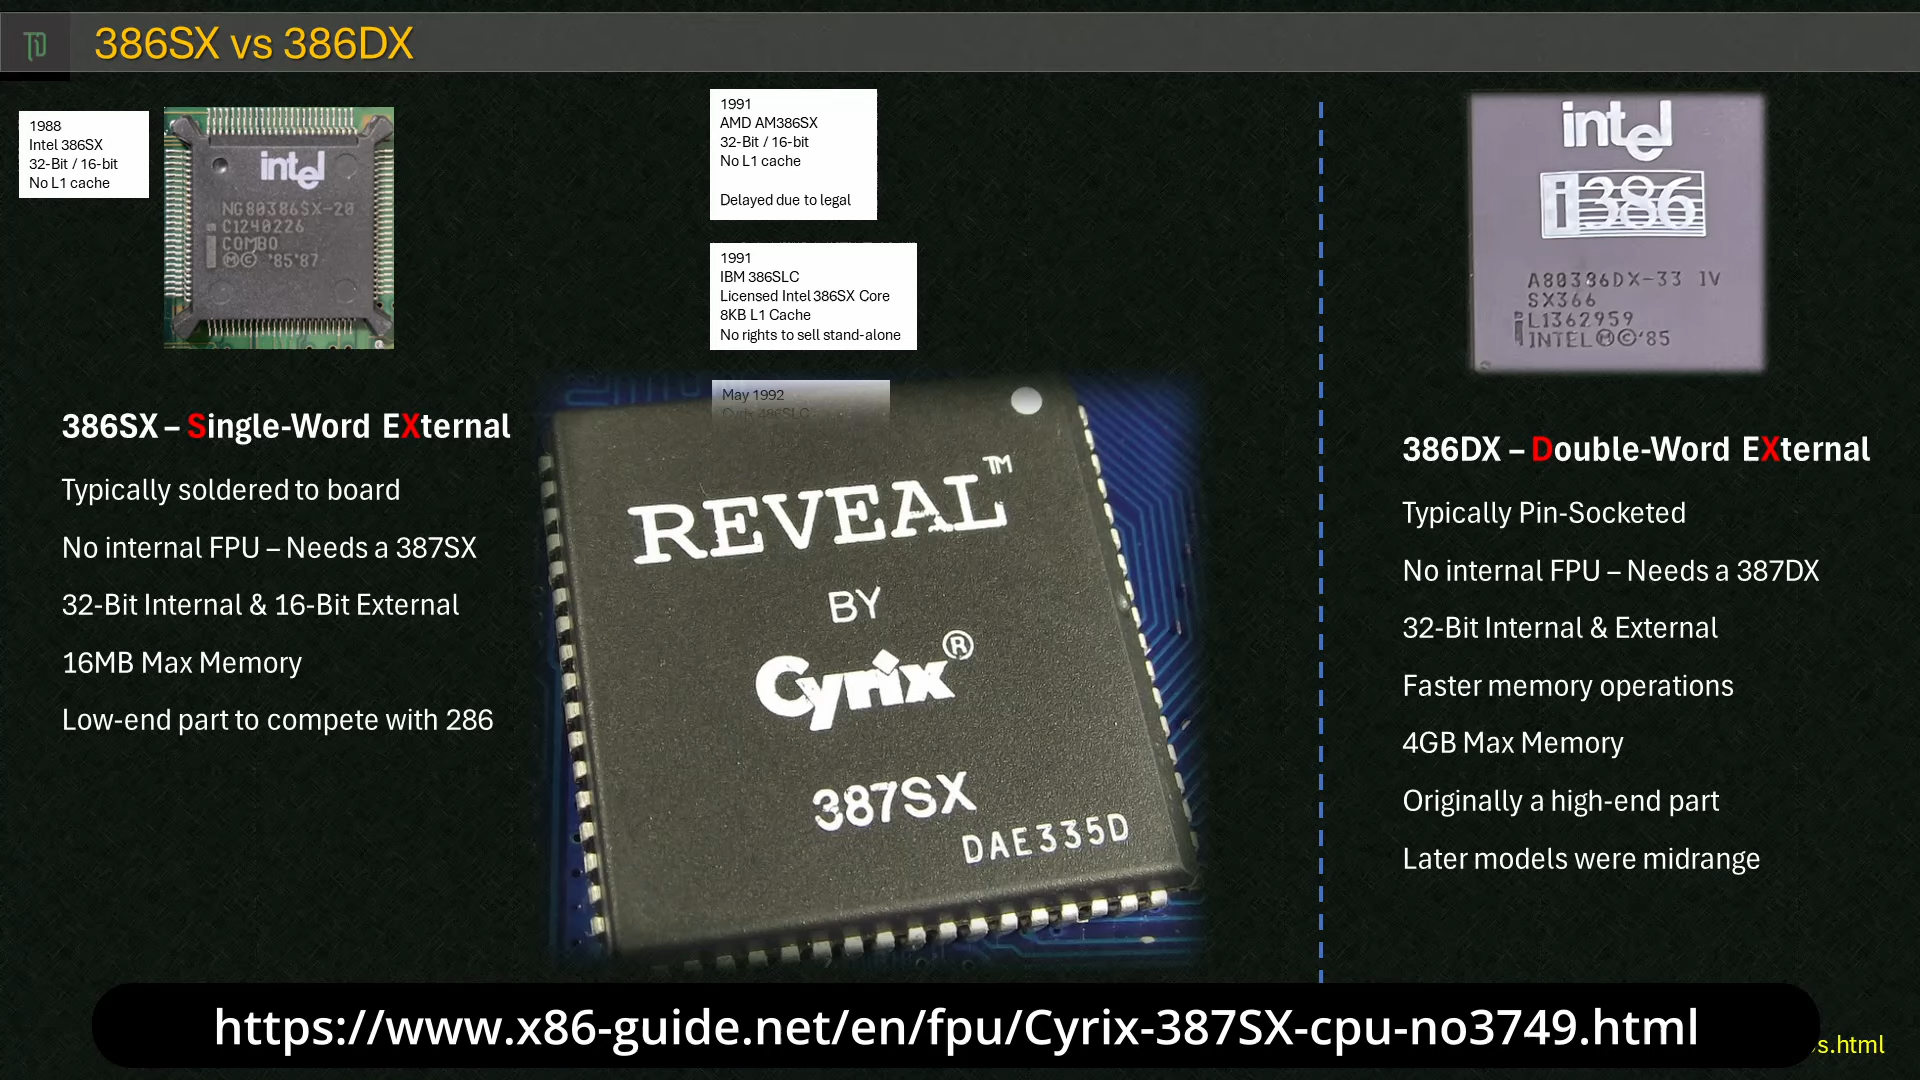 386SX vs 386DX
1988
Intel 386SX
32-Bit / 16-bit
No L1 cache
intel
NG80386SX-20
C1240226
COMBO
Ⓜ© '85'87
1991
AMD AM386SX
32-Bit / 16-bit
No L1 cache
Delayed due to legal
1991
IBM 386SLC
Licensed Intel 386SX Core
8KB L1 Cache
No rights to sell stand-alone
May 1992
Cyrix 486SLC
intel
i386
A80386DX-33 IV
SX366
L1362959
INTEL Ⓜ©'85
386SX – Single-Word EXternal
Typically soldered to board
No internal FPU – Needs a 387SX
32-Bit Internal & 16-Bit External
16MB Max Memory
Low-end part to compete with 286
REVEAL™
BY
Cyrix®
387SX
DAE335D
386DX – Double-Word EXternal
Typically Pin-Socketed
No internal FPU – Needs a 387DX
32-Bit Internal & External
Faster memory operations
4GB Max Memory
Originally a high-end part
Later models were midrange
https://www.x86-guide.net/en/fpu/Cyrix-387SX-cpu-no3749.html
s.html